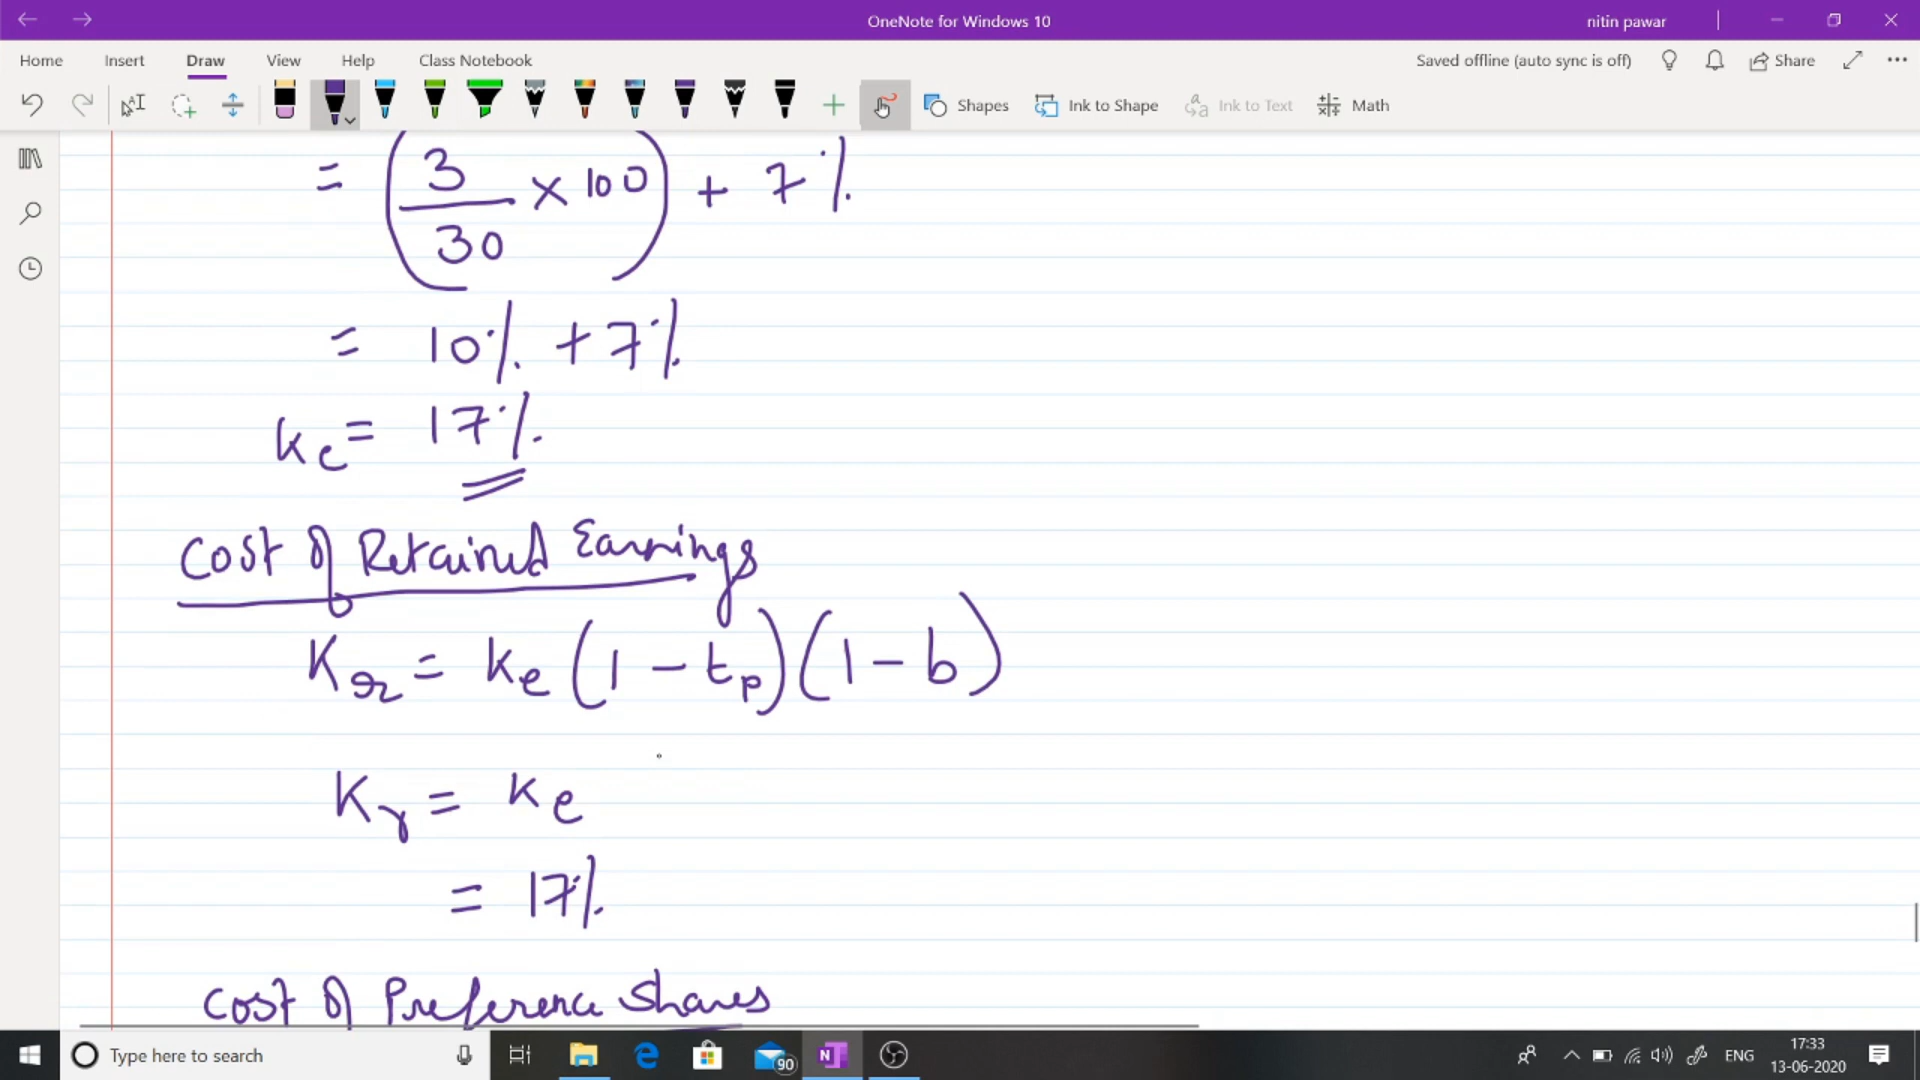 OneNote for Windows 10
nitin pawar
Home Insert Draw View Help Class Notebook
Saved offline (auto sync is off) Share
Shapes Ink to Shape Ink to Text Math
= (3/30 × 100) + 7%
= 10% + 7%
ke = 17%
Cost of Retained Earnings
Kr = ke (1 - tp)(1 - b)
Kr = ke
= 17%
Cost of Preference Shares
Type here to search
90
ENG
17:33
13-06-2020